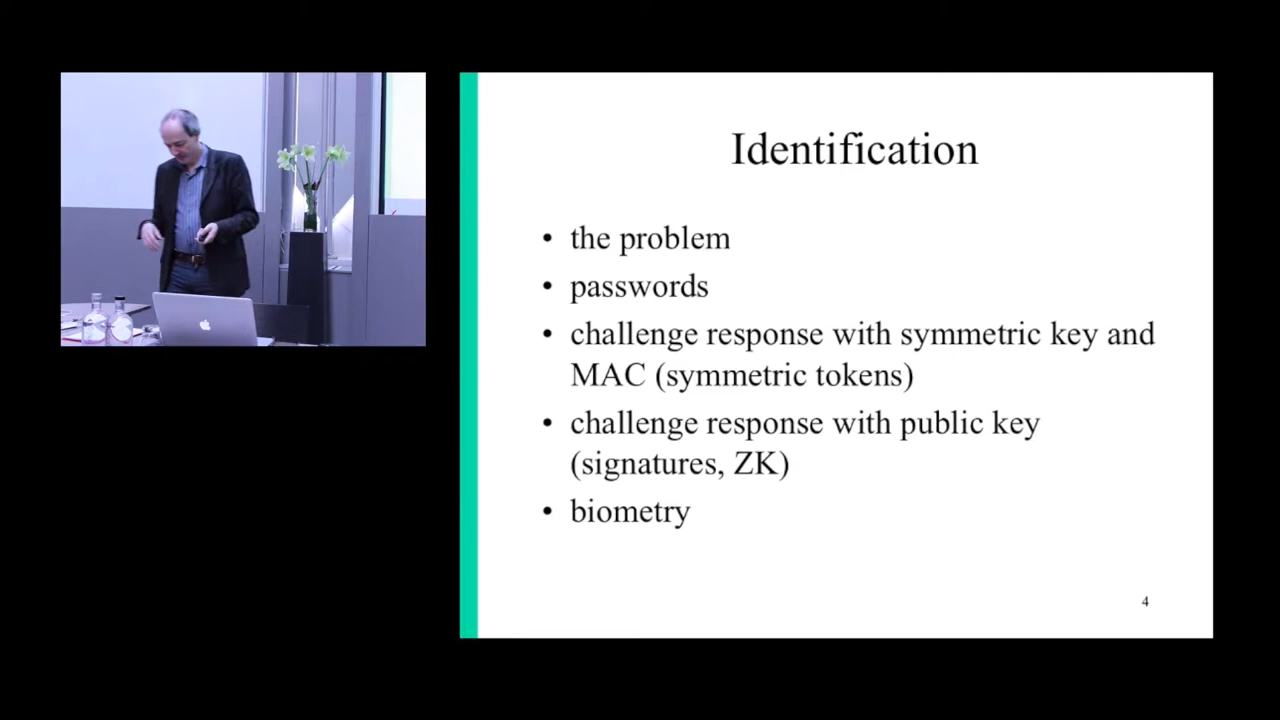 Identification
• the problem
• passwords
• challenge response with symmetric key and
MAC (symmetric tokens)
• challenge response with public key
(signatures, ZK)
• biometry
4